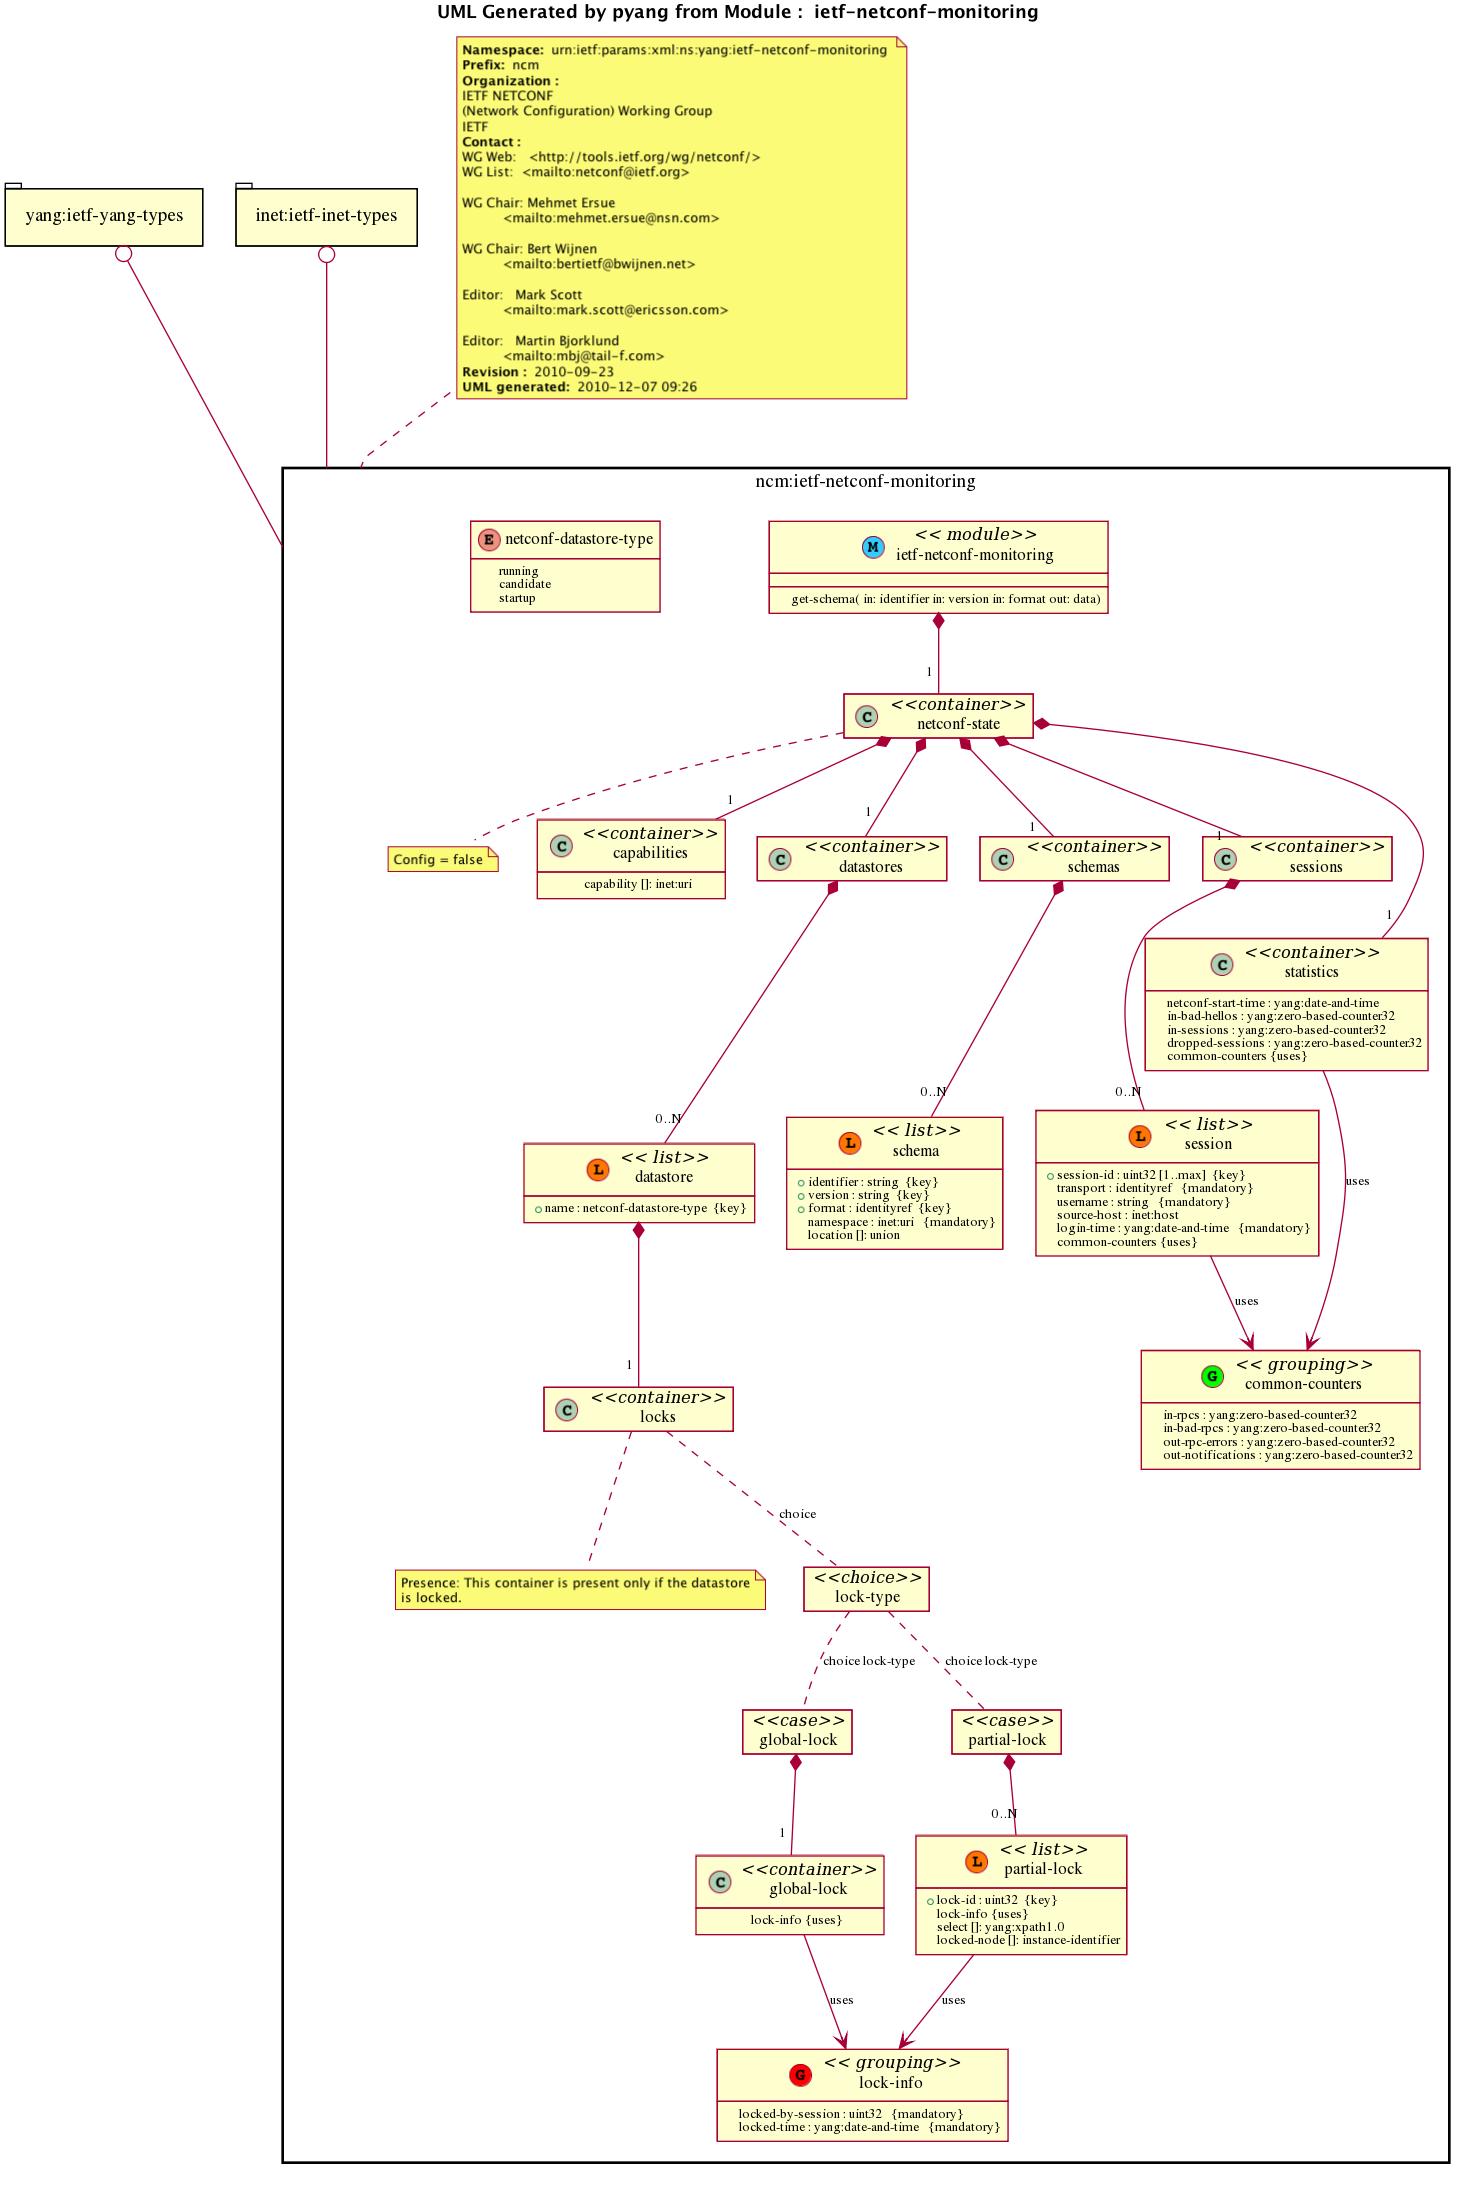 UML Generated by pyang from Module : ietf-netconf-monitoring
Namespace: urn:ietf:params:xml:ns:yang:ietf-netconf-monitoring
Prefix: ncm
Organization :
IETF NETCONF
(Network Configuration) Working Group
IETF
Contact :
WG Web: <http://tools.ietf.org/wg/netconf/>
WG List: <mailto:netconf@ietf.org>
WG Chair: Mehmet Ersue
<mailto:mehmet.ersue@nsn.com>
WG Chair: Bert Wijnen
<mailto:bertietf@bwijnen.net>
Editor: Mark Scott
<mailto:mark.scott@ericsson.com>
Editor: Martin Bjorklund
<mailto:mbj@tail-f.com>
Revision : 2010-09-23
UML generated: 2010-12-07 09:26
yang:ietf-yang-types
inet:ietf-inet-types
ncm:ietf-netconf-monitoring
E netconf-datastore-type
running
candidate
startup
<< module>>
M ietf-netconf-monitoring
get-schema( in: identifier in: version in: format out: data)
1
<<container>>
C netconf-state
1
1
1
1
1
Config = false
<<container>>
C capabilities
capability []: inet:uri
<<container>>
C datastores
<<container>>
C schemas
<<container>>
C sessions
<<container>>
C statistics
netconf-start-time : yang:date-and-time
in-bad-hellos : yang:zero-based-counter32
in-sessions : yang:zero-based-counter32
dropped-sessions : yang:zero-based-counter32
common-counters {uses}
0..N
0..N
0..N
<< list>>
L datastore
name : netconf-datastore-type {key}
<< list>>
L schema
identifier : string {key}
version : string {key}
format : identityref {key}
namespace : inet:uri {mandatory}
location []: union
<< list>>
L session
session-id : uint32 [1..max] {key}
transport : identityref {mandatory}
username : string {mandatory}
source-host : inet:host
login-time : yang:date-and-time {mandatory}
common-counters {uses}
uses
uses
1
<<container>>
C locks
<< grouping>>
G common-counters
in-rpcs : yang:zero-based-counter32
in-bad-rpcs : yang:zero-based-counter32
out-rpc-errors : yang:zero-based-counter32
out-notifications : yang:zero-based-counter32
choice
Presence: This container is present only if the datastore
is locked.
<<choice>>
lock-type
choice lock-type
choice lock-type
<<case>>
global-lock
<<case>>
partial-lock
1
0..N
<<container>>
C global-lock
lock-info {uses}
<< list>>
L partial-lock
lock-id : uint32 {key}
lock-info {uses}
select []: yang:xpath1.0
locked-node []: instance-identifier
uses
uses
<< grouping>>
G lock-info
locked-by-session : uint32 {mandatory}
locked-time : yang:date-and-time {mandatory}